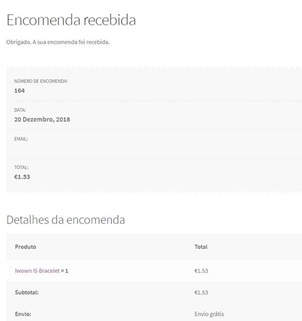 Encomenda recebida
Obrigado. A sua encomenda foi recebida.
NÚMERO DE ENCOMENDA:
164
DATA:
20 Dezembro, 2018
EMAIL:
TOTAL:
€1.53
Detalhes da encomenda
Produto Total
Iwown I5 Bracelet × 1 €1.53
Subtotal: €1.53
Envio: Envio grátis